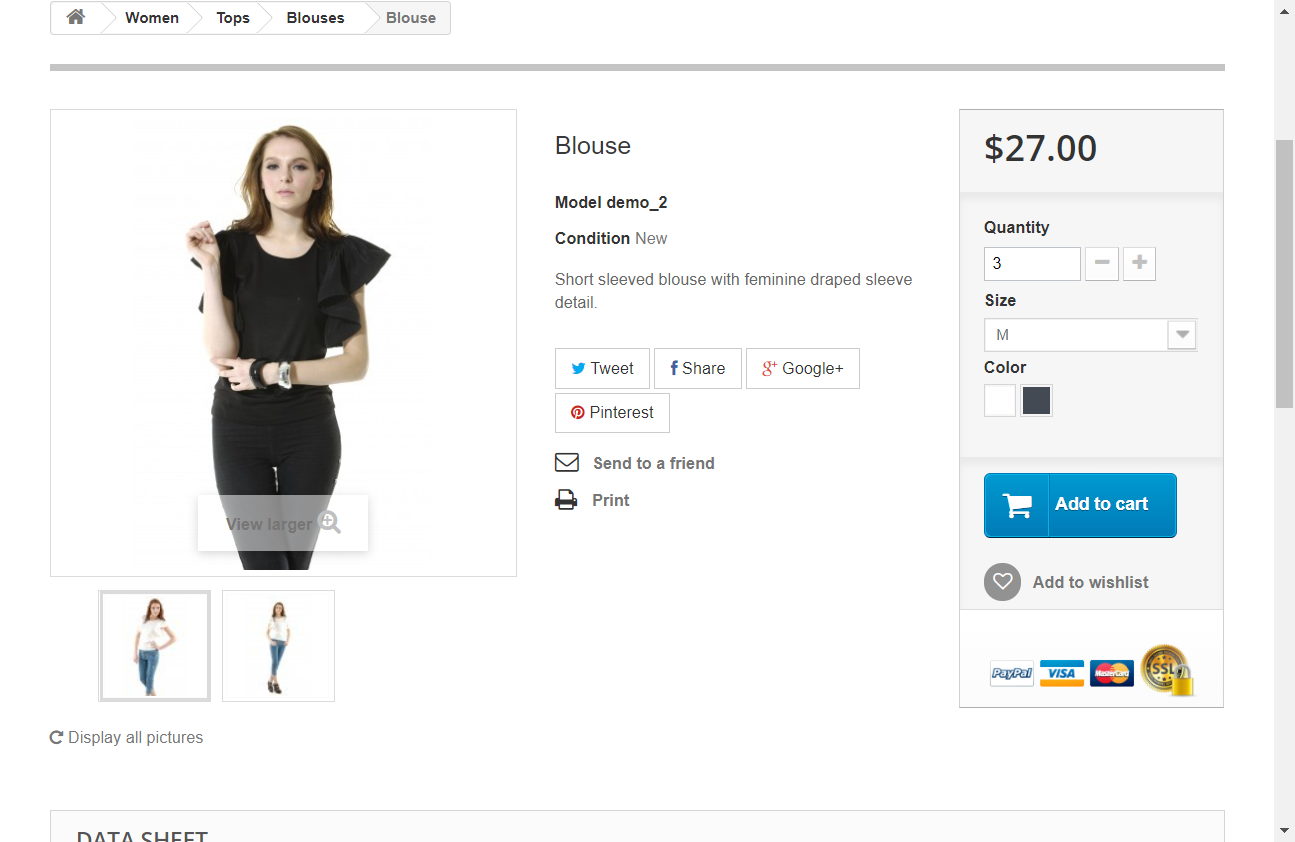 Women
Tops
Blouses
Blouse
Blouse
Model demo_2
Condition New
Short sleeved blouse with feminine draped sleeve
detail.
Tweet
Share
Google+
Pinterest
Send to a friend
Print
View larger
Display all pictures
$27.00
Quantity
3
Size
M
Color
Add to cart
Add to wishlist
PayPal
VISA
MasterCard
SSL
DATA SHEET